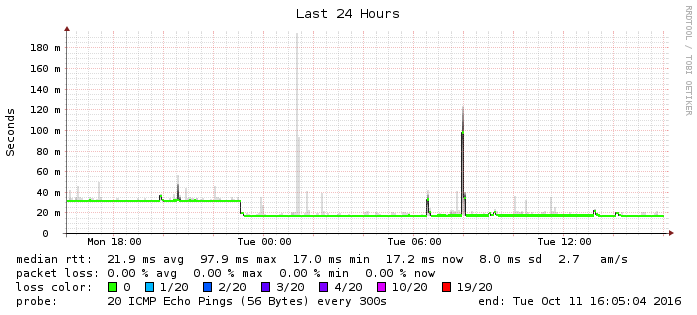 Last 24 Hours
RRDTOOL / TOBI OETIKER
Seconds
180 m
160 m
140 m
120 m
100 m
80 m
60 m
40 m
20 m
0
Mon 18:00 Tue 00:00 Tue 06:00 Tue 12:00
median rtt: 21.9 ms avg 97.9 ms max 17.0 ms min 17.2 ms now 8.0 ms sd 2.7 am/s
packet loss: 0.00 % avg 0.00 % max 0.00 % min 0.00 % now
loss color: 0 1/20 2/20 3/20 4/20 10/20 19/20
probe: 20 ICMP Echo Pings (56 Bytes) every 300s end: Tue Oct 11 16:05:04 2016